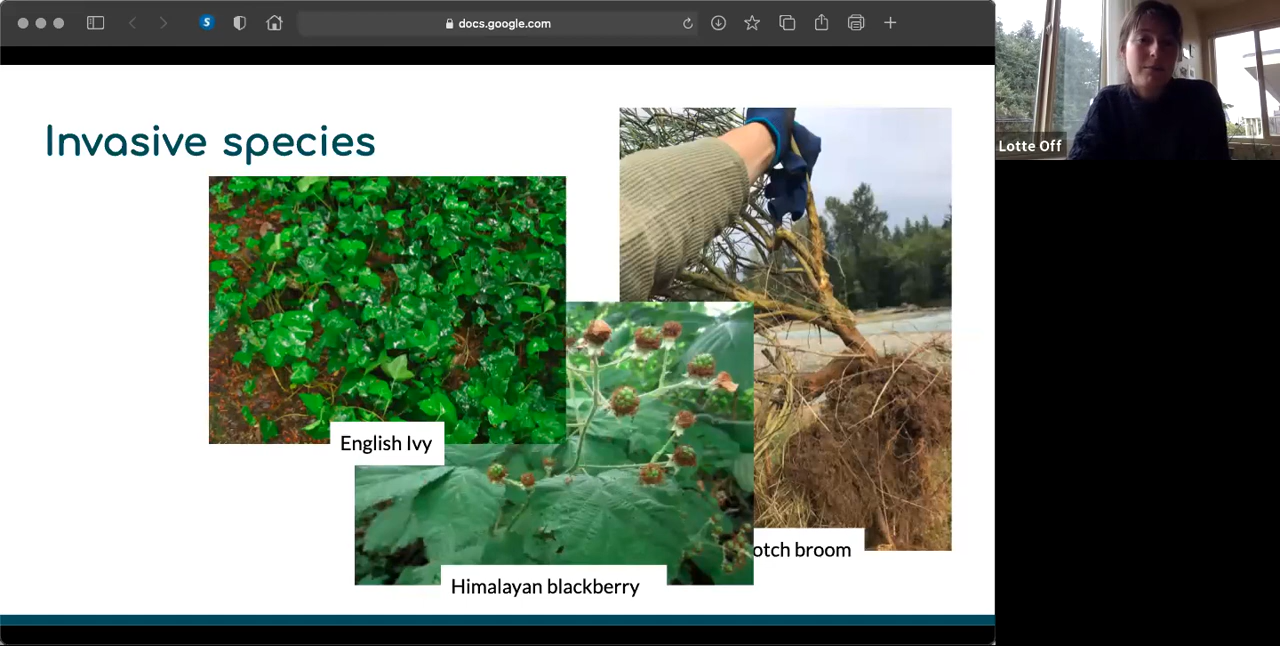 docs.google.com
Lotte Off
Invasive species
English Ivy
otch broom
Himalayan blackberry